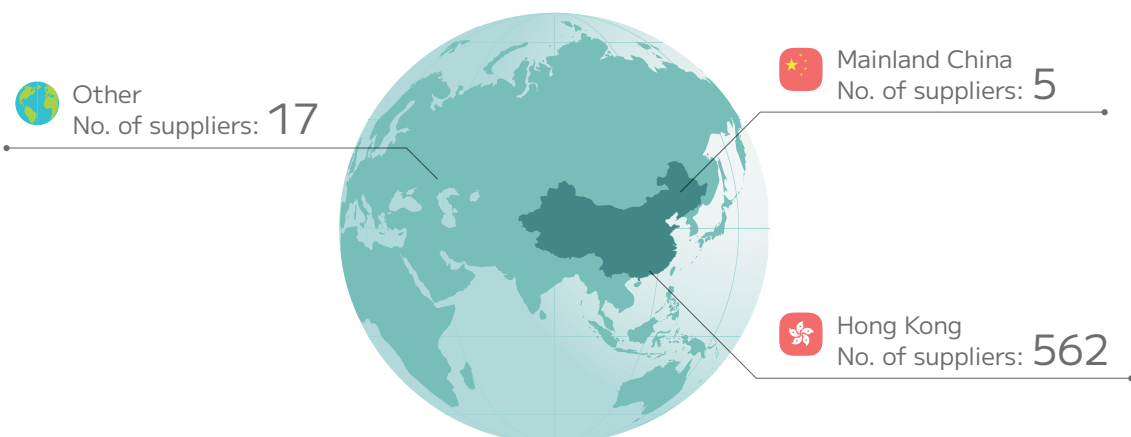 Other
No. of suppliers: 17
Mainland China
No. of suppliers: 5
Hong Kong
No. of suppliers: 562